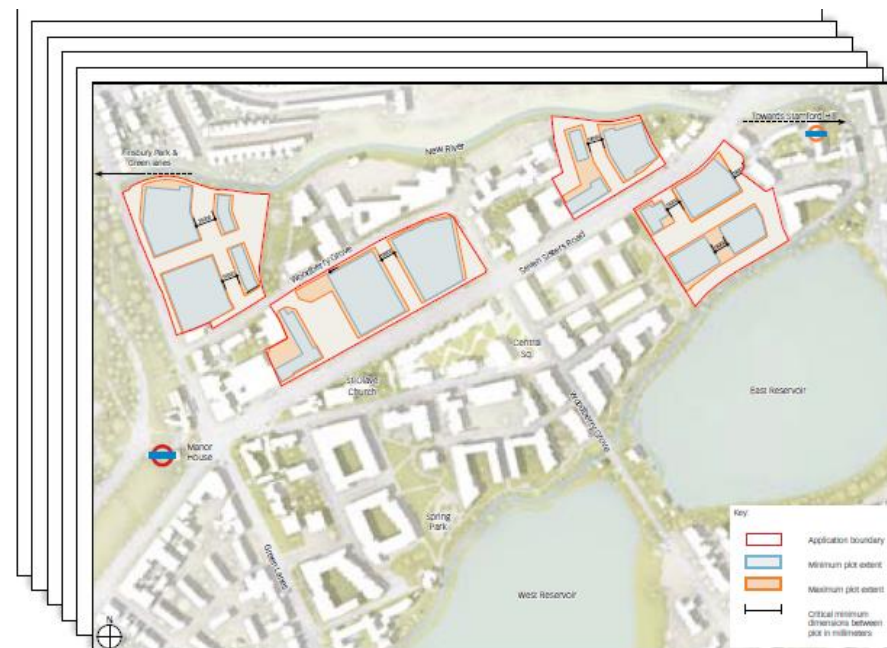 Towards Stamford Hill
Finsbury Park &
Green lanes
New River
Woodberry Grove
Seven Sisters Road
Central
Sq.
St Olave
Church
Woodberry Grove
East Reservoir
Manor
House
Spring
Park
Green Lanes
West Reservoir
N
Key:
Application boundary
Minimum plot extent
Maximum plot extent
Critical minimum
dimensions between
plot in millimeters